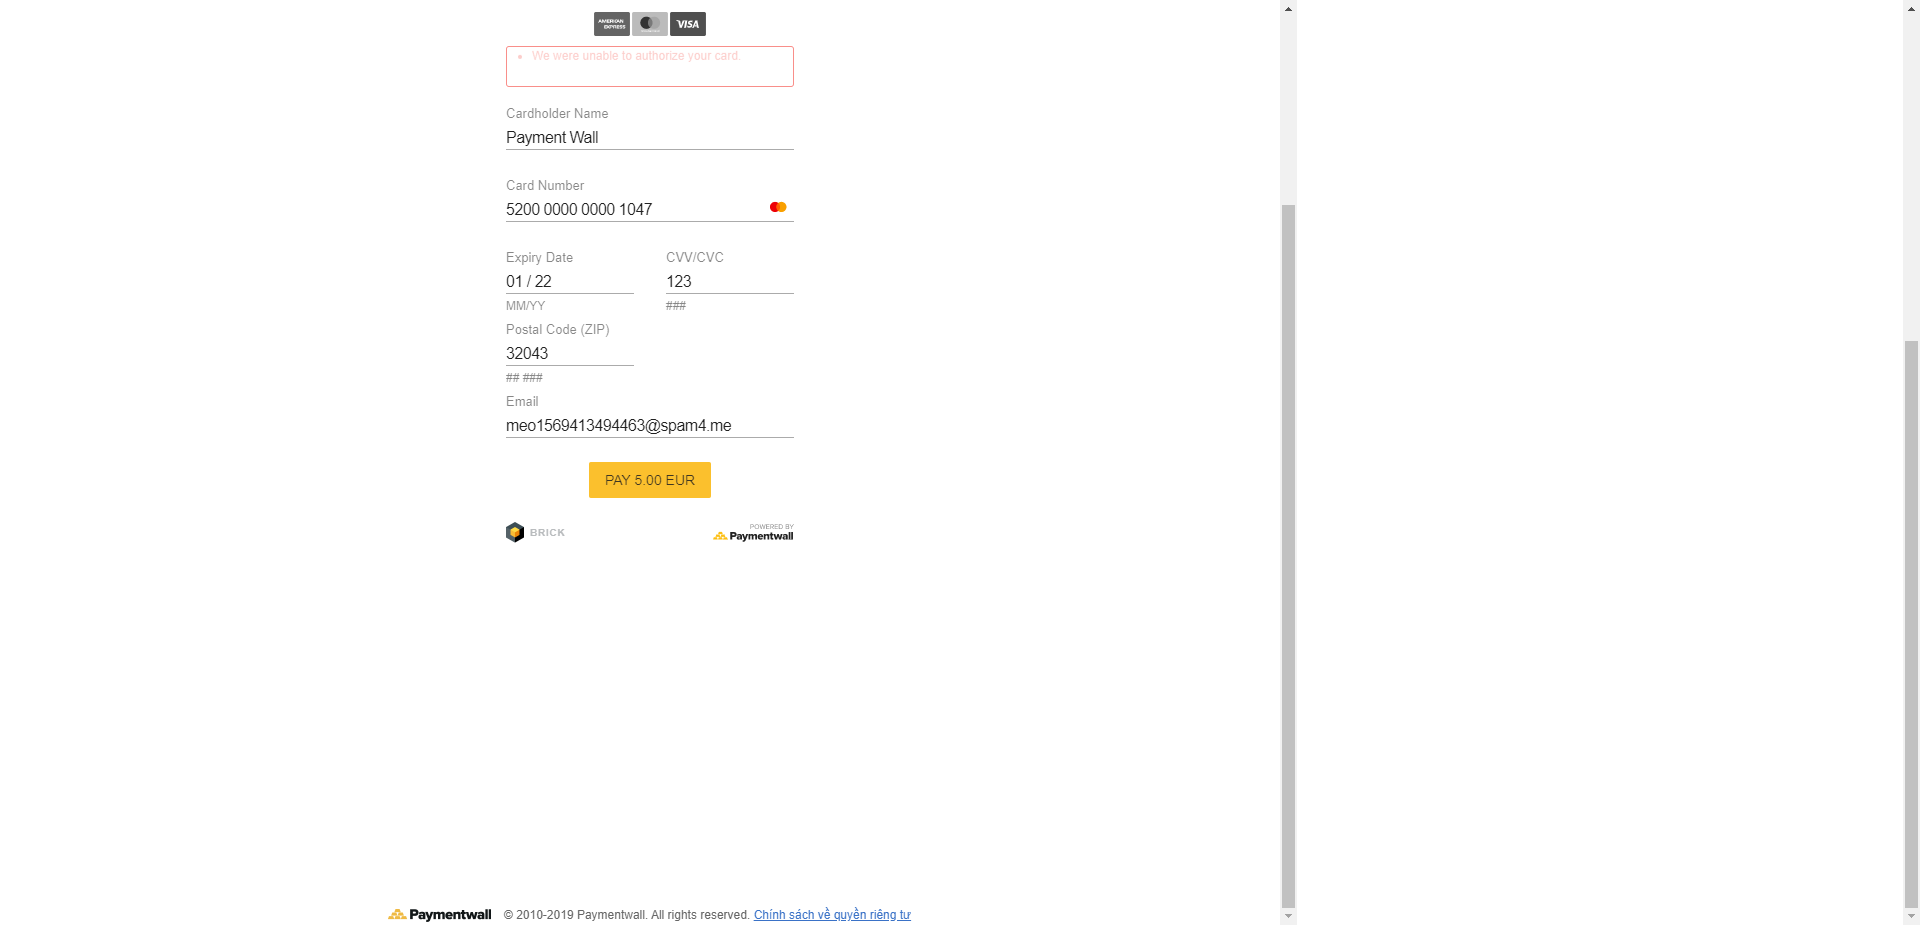 AMERICAN
EXPRESS
VISA
We were unable to authorize your card.
Cardholder Name
Payment Wall
Card Number
5200 0000 0000 1047
Expiry Date
CVV/CVC
01 / 22
123
MM/YY
###
Postal Code (ZIP)
32043
## ###
Email
meo1569413494463@spam4.me
PAY 5.00 EUR
BRICK
POWERED BY
Paymentwall
Paymentwall © 2010-2019 Paymentwall. All rights reserved. Chính sách về quyền riêng tư